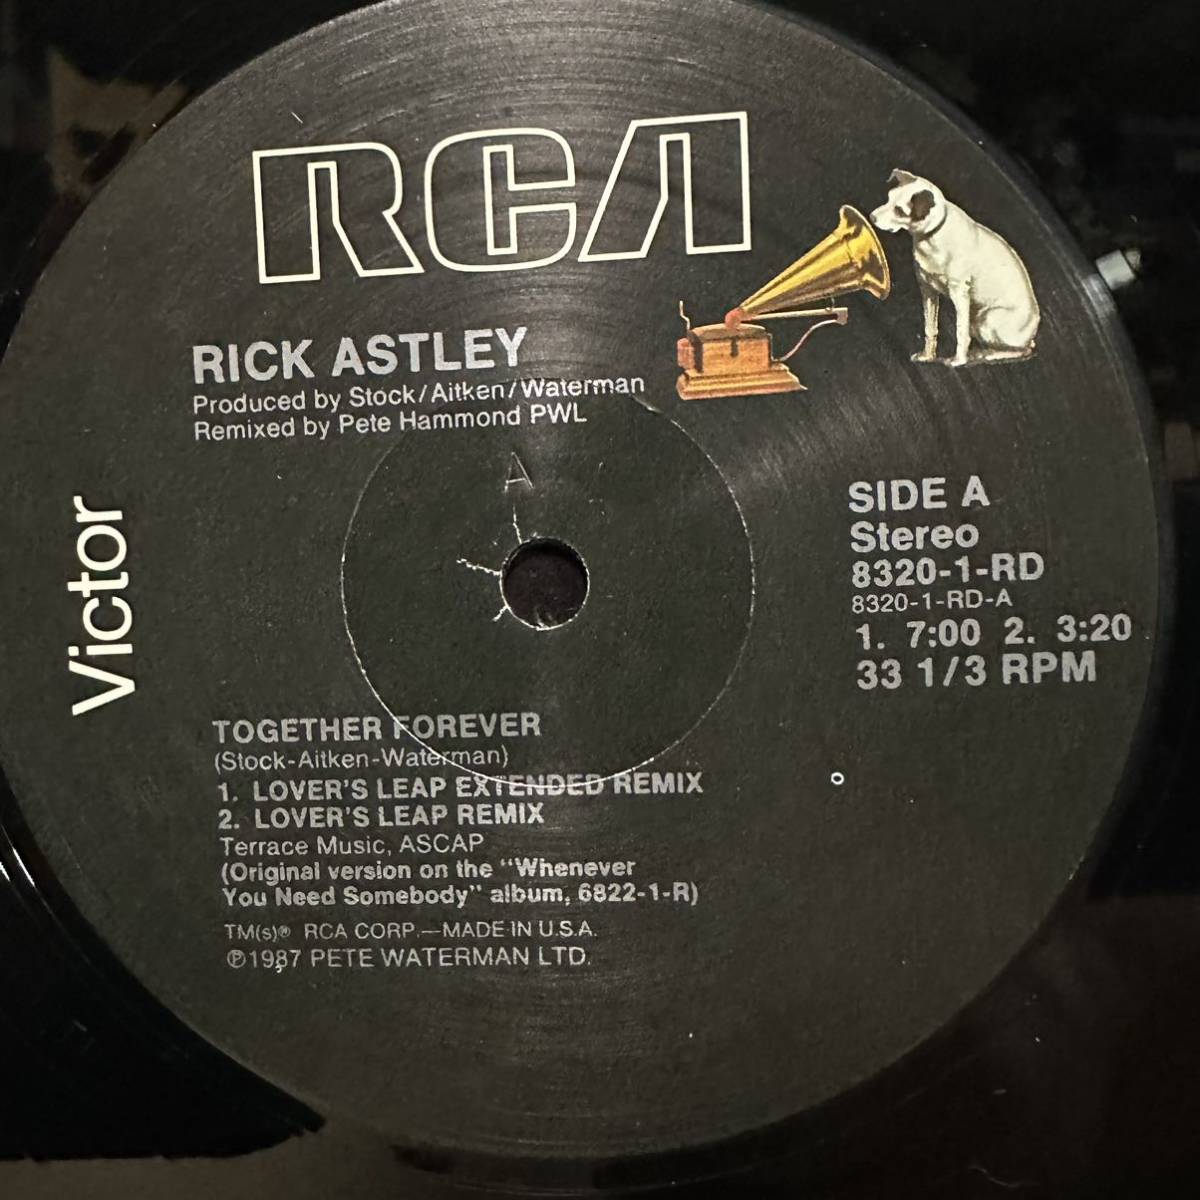 RCA
RICK ASTLEY
Produced by Stock/Aitken/Waterman
Remixed by Pete Hammond PWL
A
Victor
SIDE A
Stereo
8320-1-RD
8320-1-RD-A
1. 7:00 2. 3:20
33 1/3 RPM
TOGETHER FOREVER
(Stock-Aitken-Waterman)
1. LOVER'S LEAP EXTENDED REMIX
2. LOVER'S LEAP REMIX
Terrace Music, ASCAP
(Original version on the "Whenever
You Need Somebody" album, 6822-1-R)
TM(s)® RCA CORP.—MADE IN U.S.A.
℗1987 PETE WATERMAN LTD.